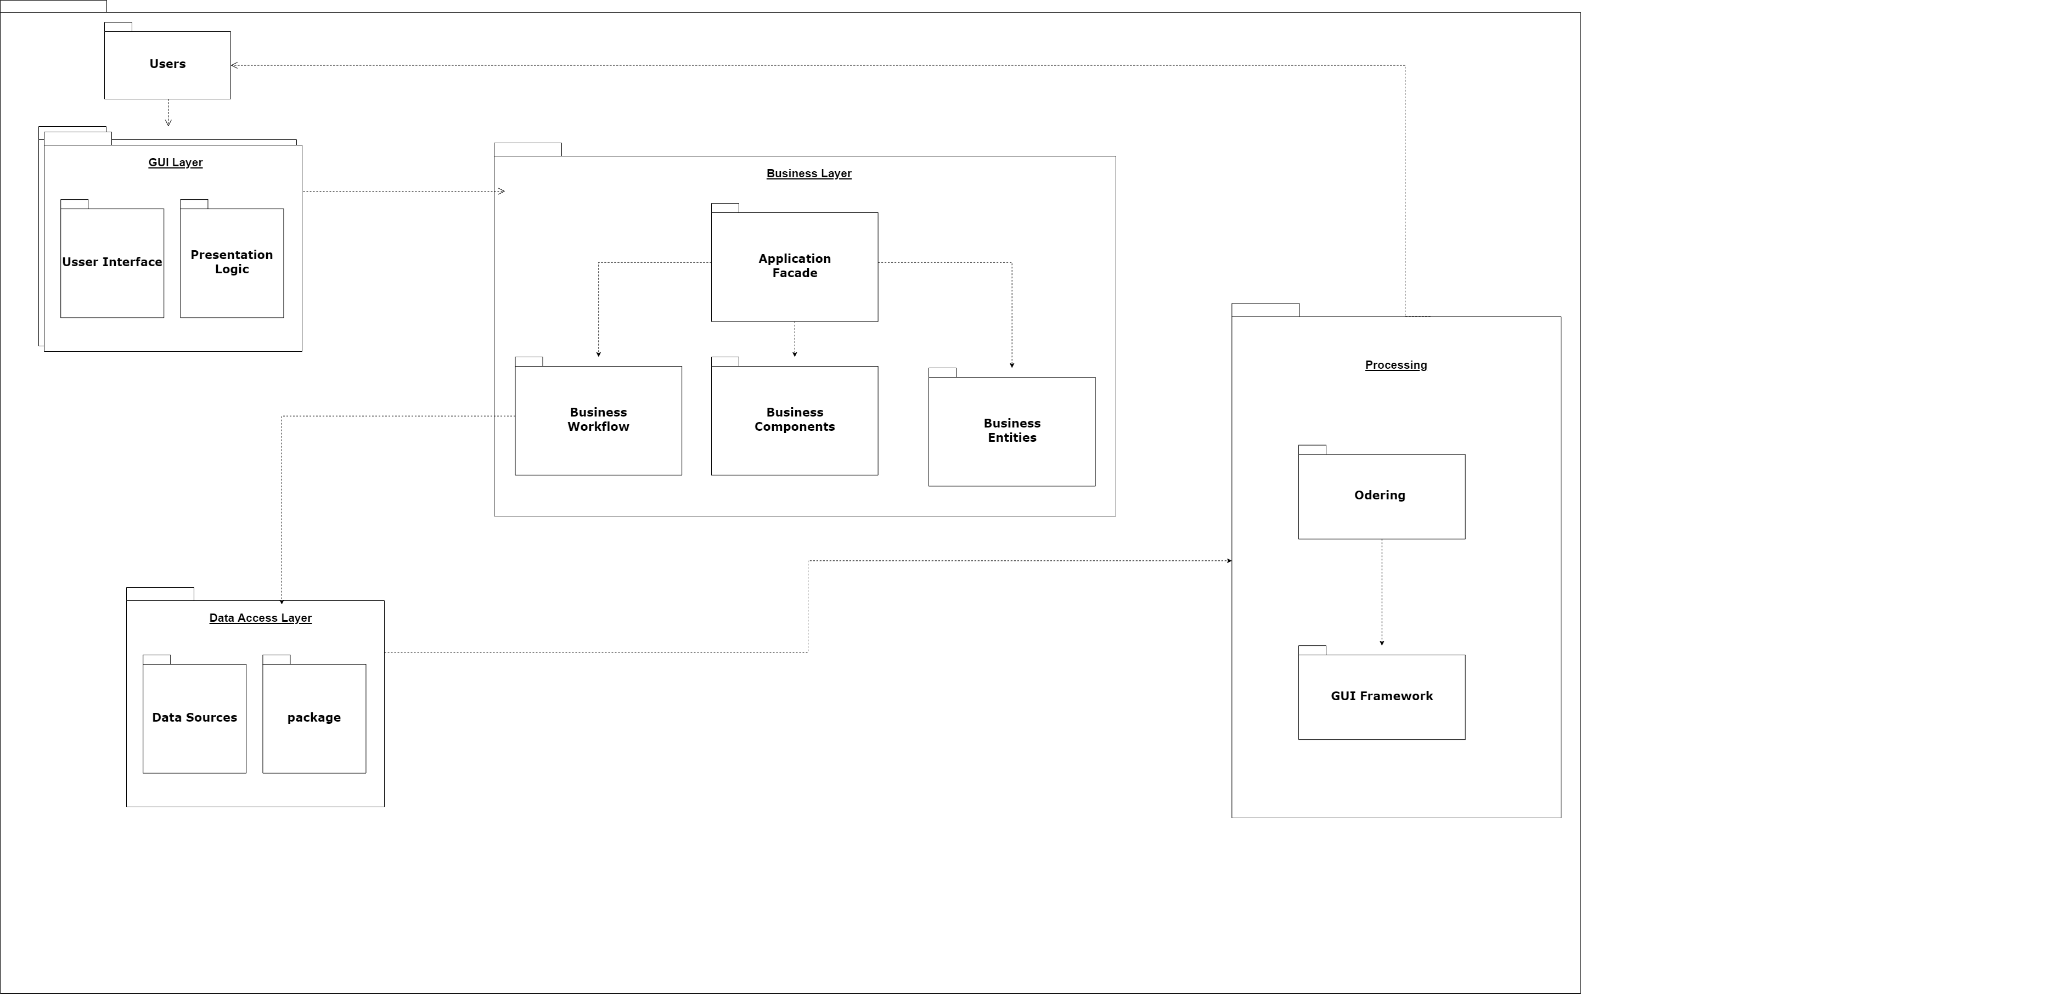 Users
GUI Layer
Usser Interface
Presentation
Logic
Business Layer
Application
Facade
Business
Workflow
Business
Components
Business
Entities
Processing
Odering
GUI Framework
Data Access Layer
Data Sources
package